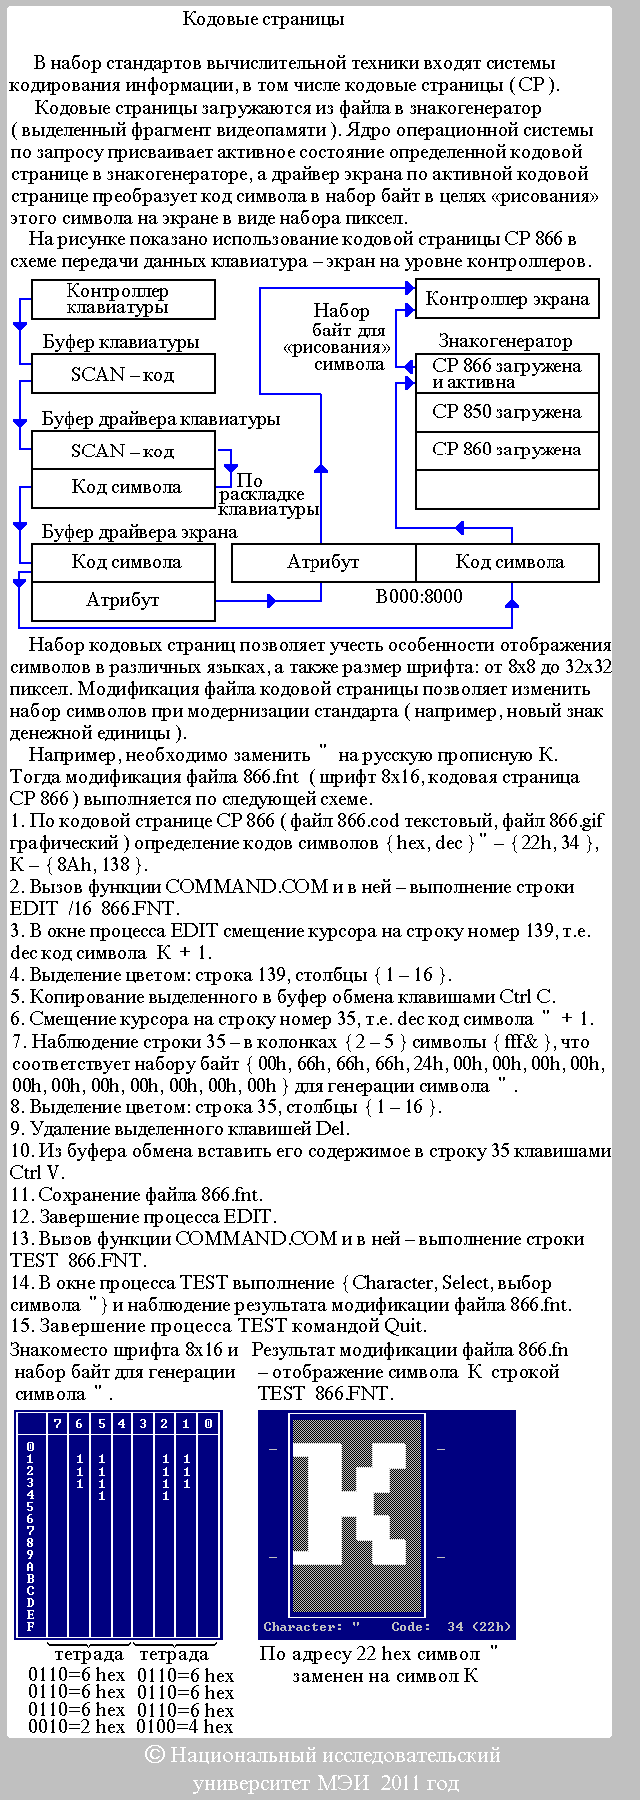 Кодовые страницы
В набор стандартов вычислительной техники входят системы
кодирования информации, в том числе кодовые страницы ( CP ).
Кодовые страницы загружаются из файла в знакогенератор
( выделенный фрагмент видеопамяти ). Ядро операционной системы
по запросу присваивает активное состояние определенной кодовой
странице в знакогенераторе, а драйвер экрана по активной кодовой
странице преобразует код символа в набор байт в целях «рисования»
этого символа на экране в виде набора пиксел.
На рисунке показано использование кодовой страницы CP 866 в
схеме передачи данных клавиатура – экран на уровне контроллеров.
Контроллер
клавиатуры
Буфер клавиатуры
SCAN – код
Буфер драйвера клавиатуры
SCAN – код
Код символа
По
раскладке
клавиатуры
Буфер драйвера экрана
Код символа
Атрибут
Набор
байт для
«рисования»
символа
Контроллер экрана
Знакогенератор
CP 866 загружена
и активна
CP 850 загружена
CP 860 загружена
Атрибут
Код символа
B000:8000
Набор кодовых страниц позволяет учесть особенности отображения
символов в различных языках, а также размер шрифта: от 8x8 до 32x32
пиксел. Модификация файла кодовой страницы позволяет изменить
набор символов при модернизации стандарта ( например, новый знак
денежной единицы ).
Например, необходимо заменить " на русскую прописную К.
Тогда модификация файла 866.fnt ( шрифт 8x16, кодовая страница
CP 866 ) выполняется по следующей схеме.
1. По кодовой странице CP 866 ( файл 866.cod текстовый, файл 866.gif
графический ) определение кодов символов { hex, dec } " – { 22h, 34 },
К – { 8Ah, 138 }.
2. Вызов функции COMMAND.COM и в ней – выполнение строки
EDIT /16 866.FNT.
3. В окне процесса EDIT смещение курсора на строку номер 139, т.е.
dec код символа К + 1.
4. Выделение цветом: строка 139, столбцы { 1 – 16 }.
5. Копирование выделенного в буфер обмена клавишами Ctrl C.
6. Смещение курсора на строку номер 35, т.е. dec код символа " + 1.
7. Наблюдение строки 35 – в колонках { 2 – 5 } символы { fff& }, что
соответствует набору байт { 00h, 66h, 66h, 66h, 24h, 00h, 00h, 00h, 00h,
00h, 00h, 00h, 00h, 00h, 00h, 00h } для генерации символа " .
8. Выделение цветом: строка 35, столбцы { 1 – 16 }.
9. Удаление выделенного клавишей Del.
10. Из буфера обмена вставить его содержимое в строку 35 клавишами
Ctrl V.
11. Сохранение файла 866.fnt.
12. Завершение процесса EDIT.
13. Вызов функции COMMAND.COM и в ней – выполнение строки
TEST 866.FNT.
14. В окне процесса TEST выполнение { Character, Select, выбор
символа " } и наблюдение результата модификации файла 866.fnt.
15. Завершение процесса TEST командой Quit.
Знакоместо шрифта 8x16 и
набор байт для генерации
символа " .
7 6 5 4 3 2 1 0
0
1 1 1 1 1
2 1 1 1 1
3 1 1 1 1
4 1 1
5
6
7
8
9
A
B
C
D
E
F
тетрада тетрада
0110=6 hex 0110=6 hex
0110=6 hex 0110=6 hex
0110=6 hex 0110=6 hex
0010=2 hex 0100=4 hex
Результат модификации файла 866.fn
– отображение символа К строкой
TEST 866.FNT.
Character: " Code: 34 (22h)
По адресу 22 hex символ "
заменен на символ К
© Национальный исследовательский
университет МЭИ 2011 год